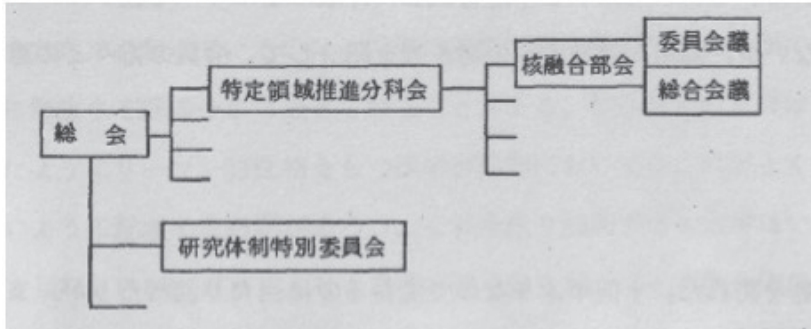 委員会議
核融合部会
総合会議
特定領域推進分科会
総　会
研究体制特別委員会